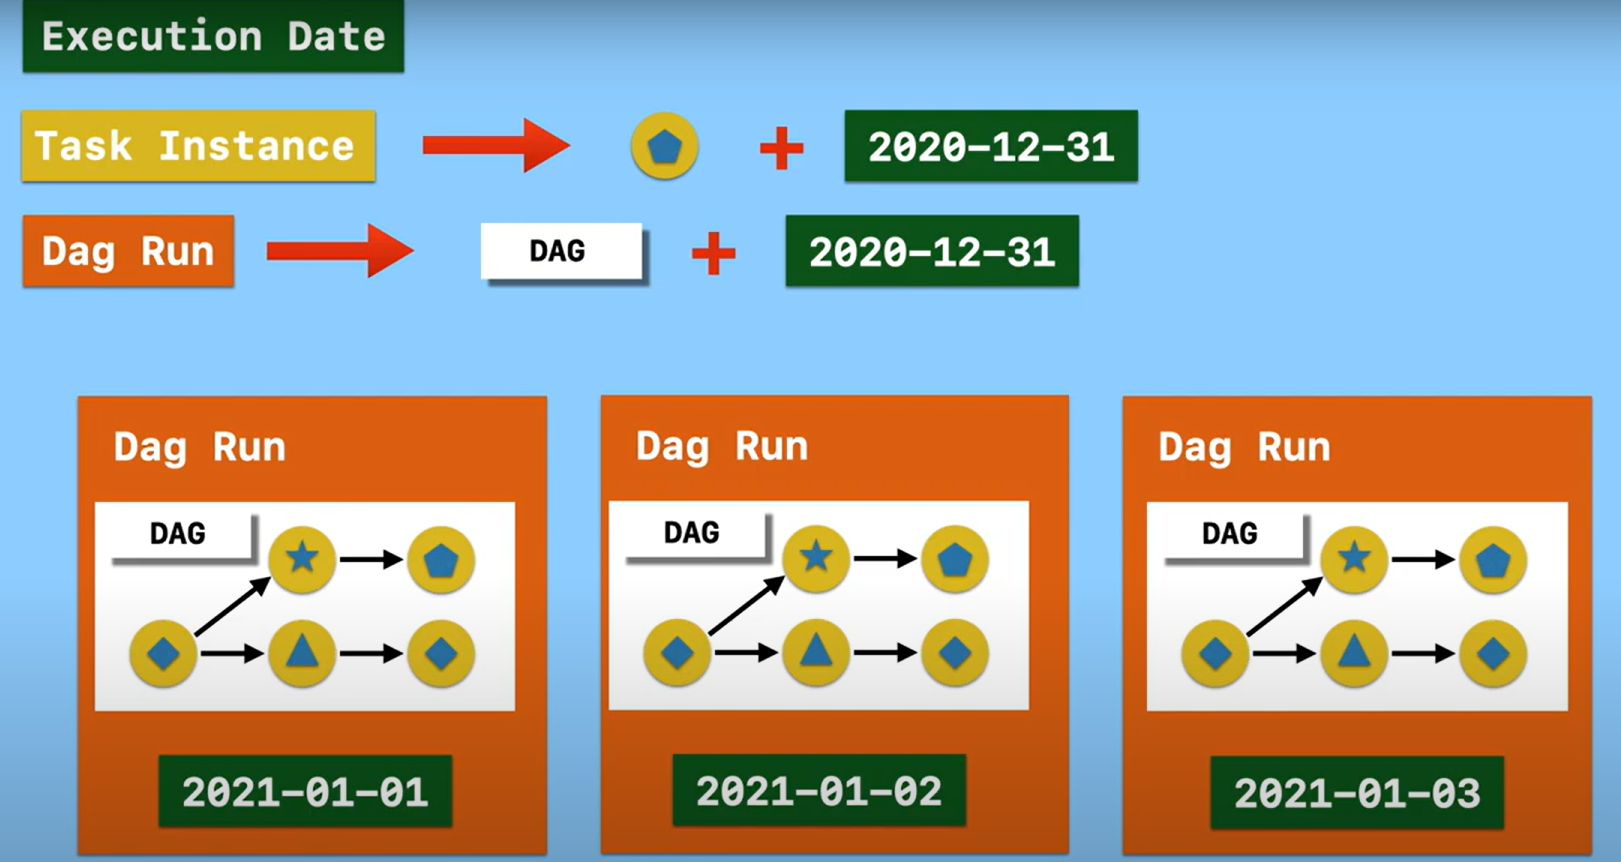 Execution Date
Task Instance + 2020-12-31
Dag Run DAG + 2020-12-31
Dag Run
DAG
2021-01-01
Dag Run
DAG
2021-01-02
Dag Run
DAG
2021-01-03